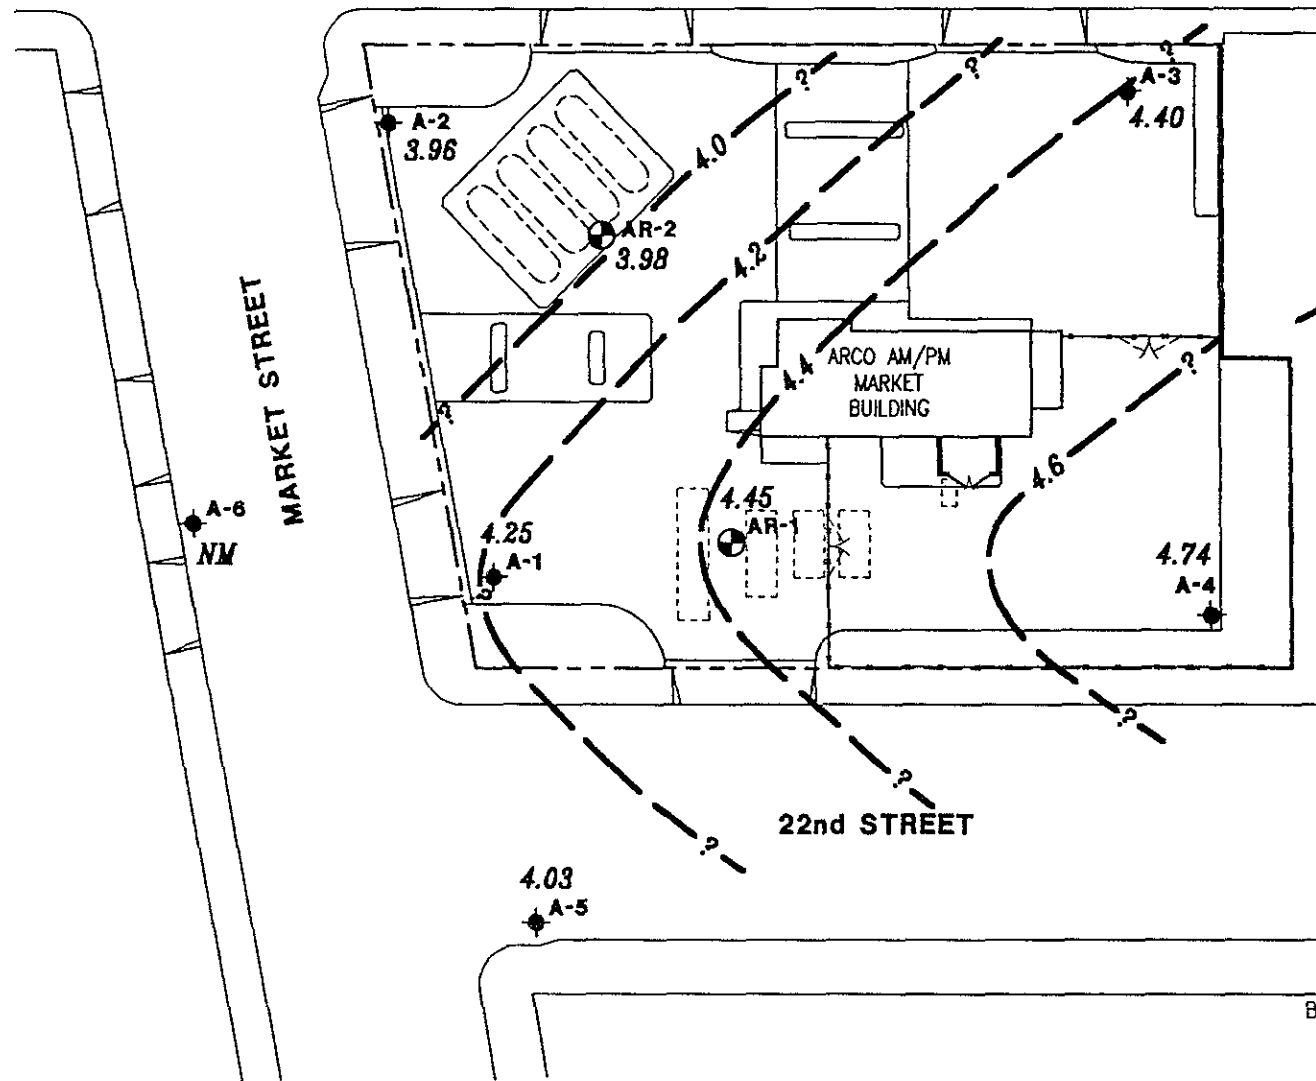 ?
?
?
A-3
4.40
A-2
3.96
4.0
AR-2
3.98
4.2
MARKET STREET
ARCO AM/PM
MARKET
BUILDING
4.4
?
?
4.6
4.45
AR-1
A-6
NM
4.25
A-1
?
4.74
A-4
?
?
22nd STREET
?
4.03
A-5
B